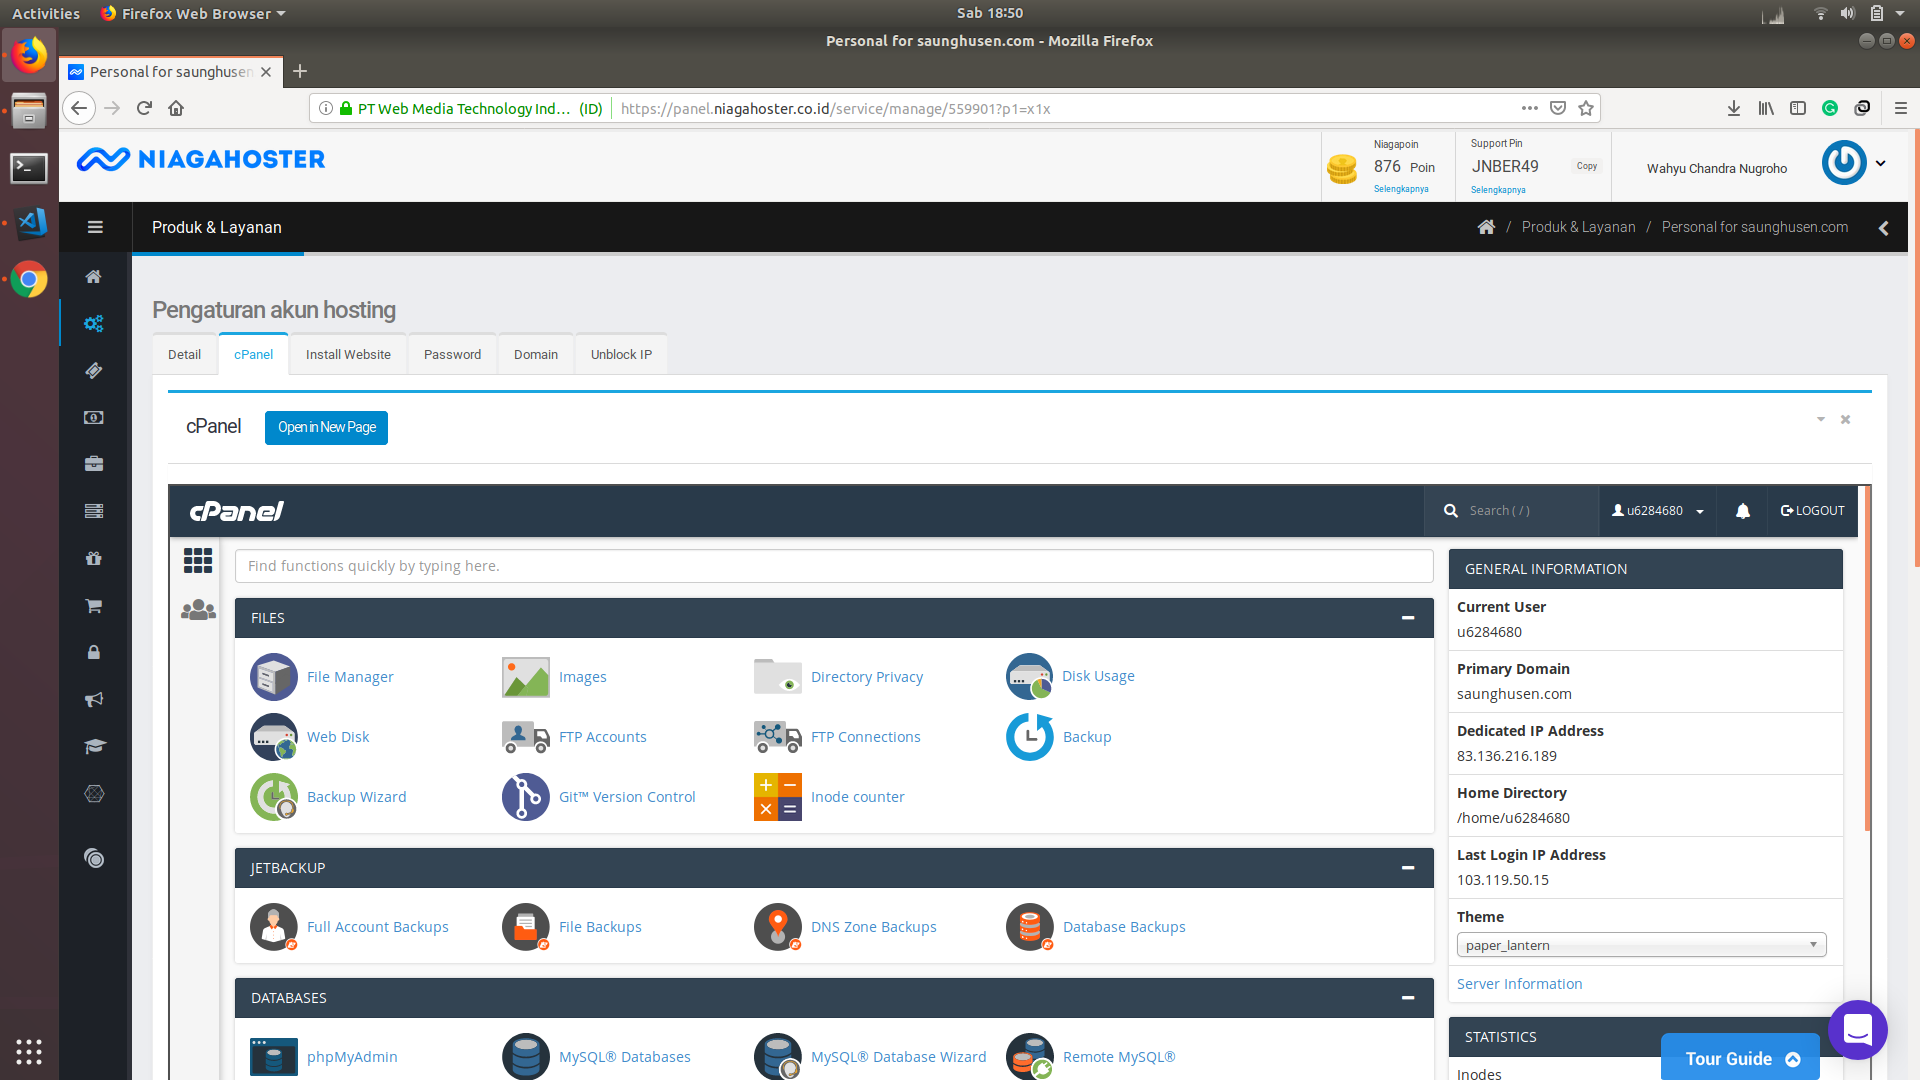 Activities
Firefox Web Browser
Sab 18:50
Personal for saunghusen.com - Mozilla Firefox
Personal for saunghusen
PT Web Media Technology Ind… (ID)
https://panel.niagahoster.co.id/service/manage/559901?p1=x1x
NIAGAHOSTER
Niagapoin
876 Poin
Selengkapnya
Support Pin
JNBER49
Copy
Selengkapnya
Wahyu Chandra Nugroho
Produk & Layanan
/ Produk & Layanan / Personal for saunghusen.com
Pengaturan akun hosting
Detail
cPanel
Install Website
Password
Domain
Unblock IP
cPanel
Open in New Page
cPanel
Search ( / )
u6284680
LOGOUT
Find functions quickly by typing here.
FILES
File Manager
Images
Directory Privacy
Disk Usage
Web Disk
FTP Accounts
FTP Connections
Backup
Backup Wizard
Git™ Version Control
Inode counter
JETBACKUP
Full Account Backups
File Backups
DNS Zone Backups
Database Backups
DATABASES
phpMyAdmin
MySQL® Databases
MySQL® Database Wizard
Remote MySQL®
GENERAL INFORMATION
Current User
u6284680
Primary Domain
saunghusen.com
Dedicated IP Address
83.136.216.189
Home Directory
/home/u6284680
Last Login IP Address
103.119.50.15
Theme
paper_lantern
Server Information
STATISTICS
Inodes
Tour Guide